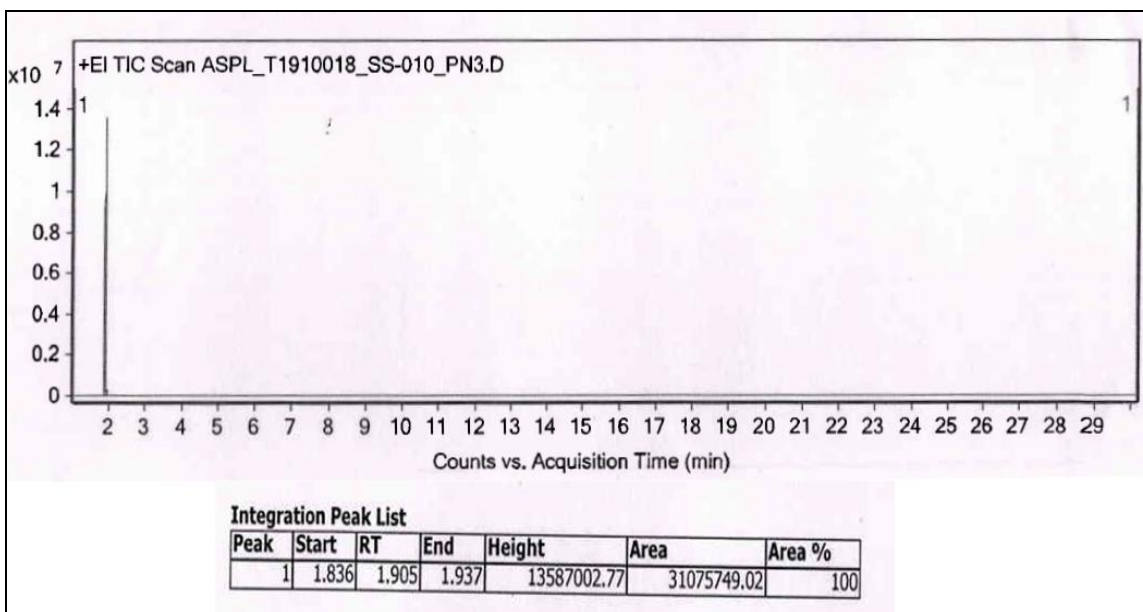 +EI TIC Scan ASPL_T1910018_SS-010_PN3.D
x10 7
1 1
1.4
1.2
1
0.8
0.6
0.4
0.2
0
2 3 4 5 6 7 8 9 10 11 12 13 14 15 16 17 18 19 20 21 22 23 24 25 26 27 28 29
Counts vs. Acquisition Time (min)
Integration Peak List
Peak Start RT End Height Area Area %
1 1.836 1.905 1.937 13587002.77 31075749.02 100